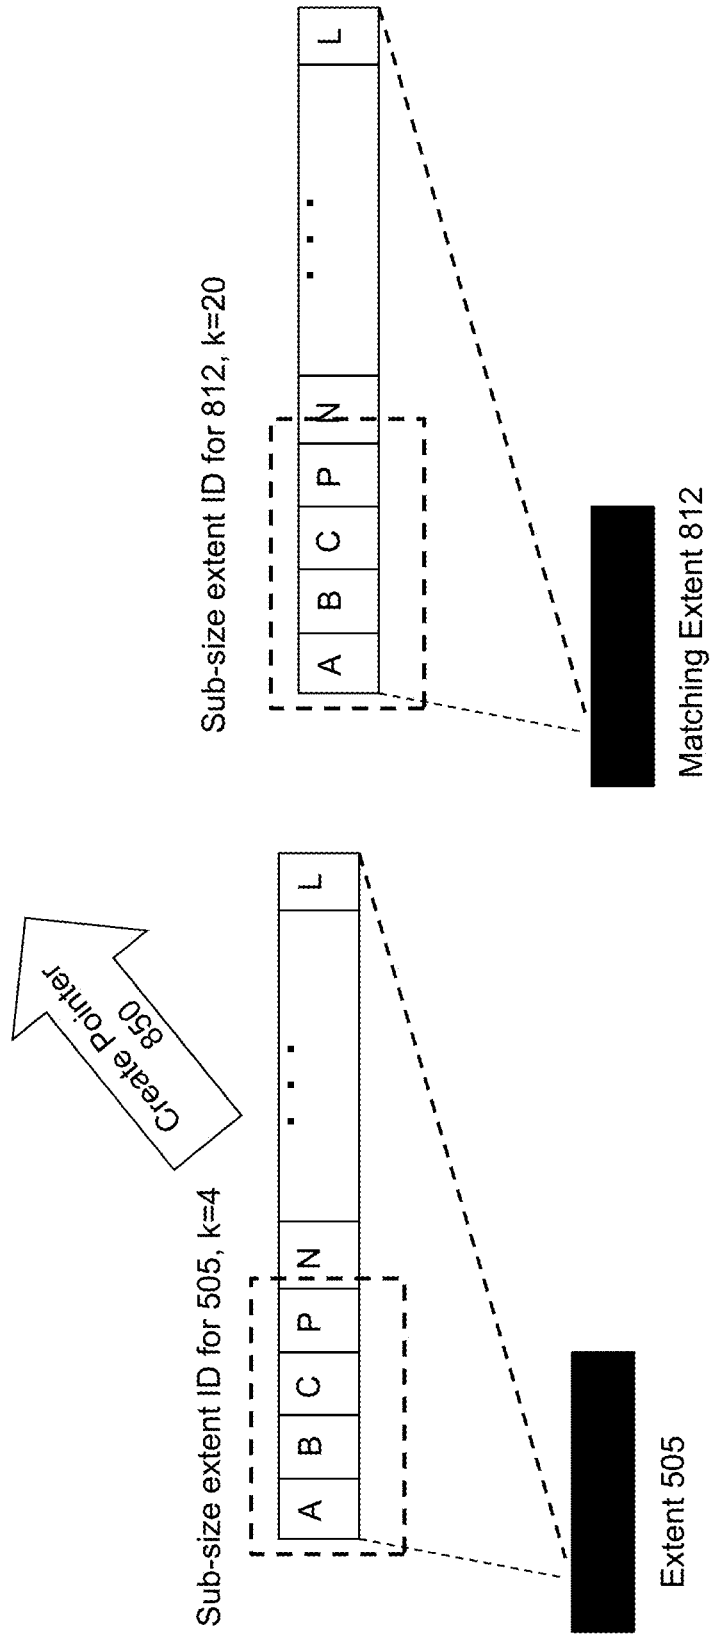 Sub-size extent ID for 505, k=4
A B C P N ... L
Extent 505
Create Pointer
850
Sub-size extent ID for 812, k=20
A B C P N ... L
Matching Extent 812